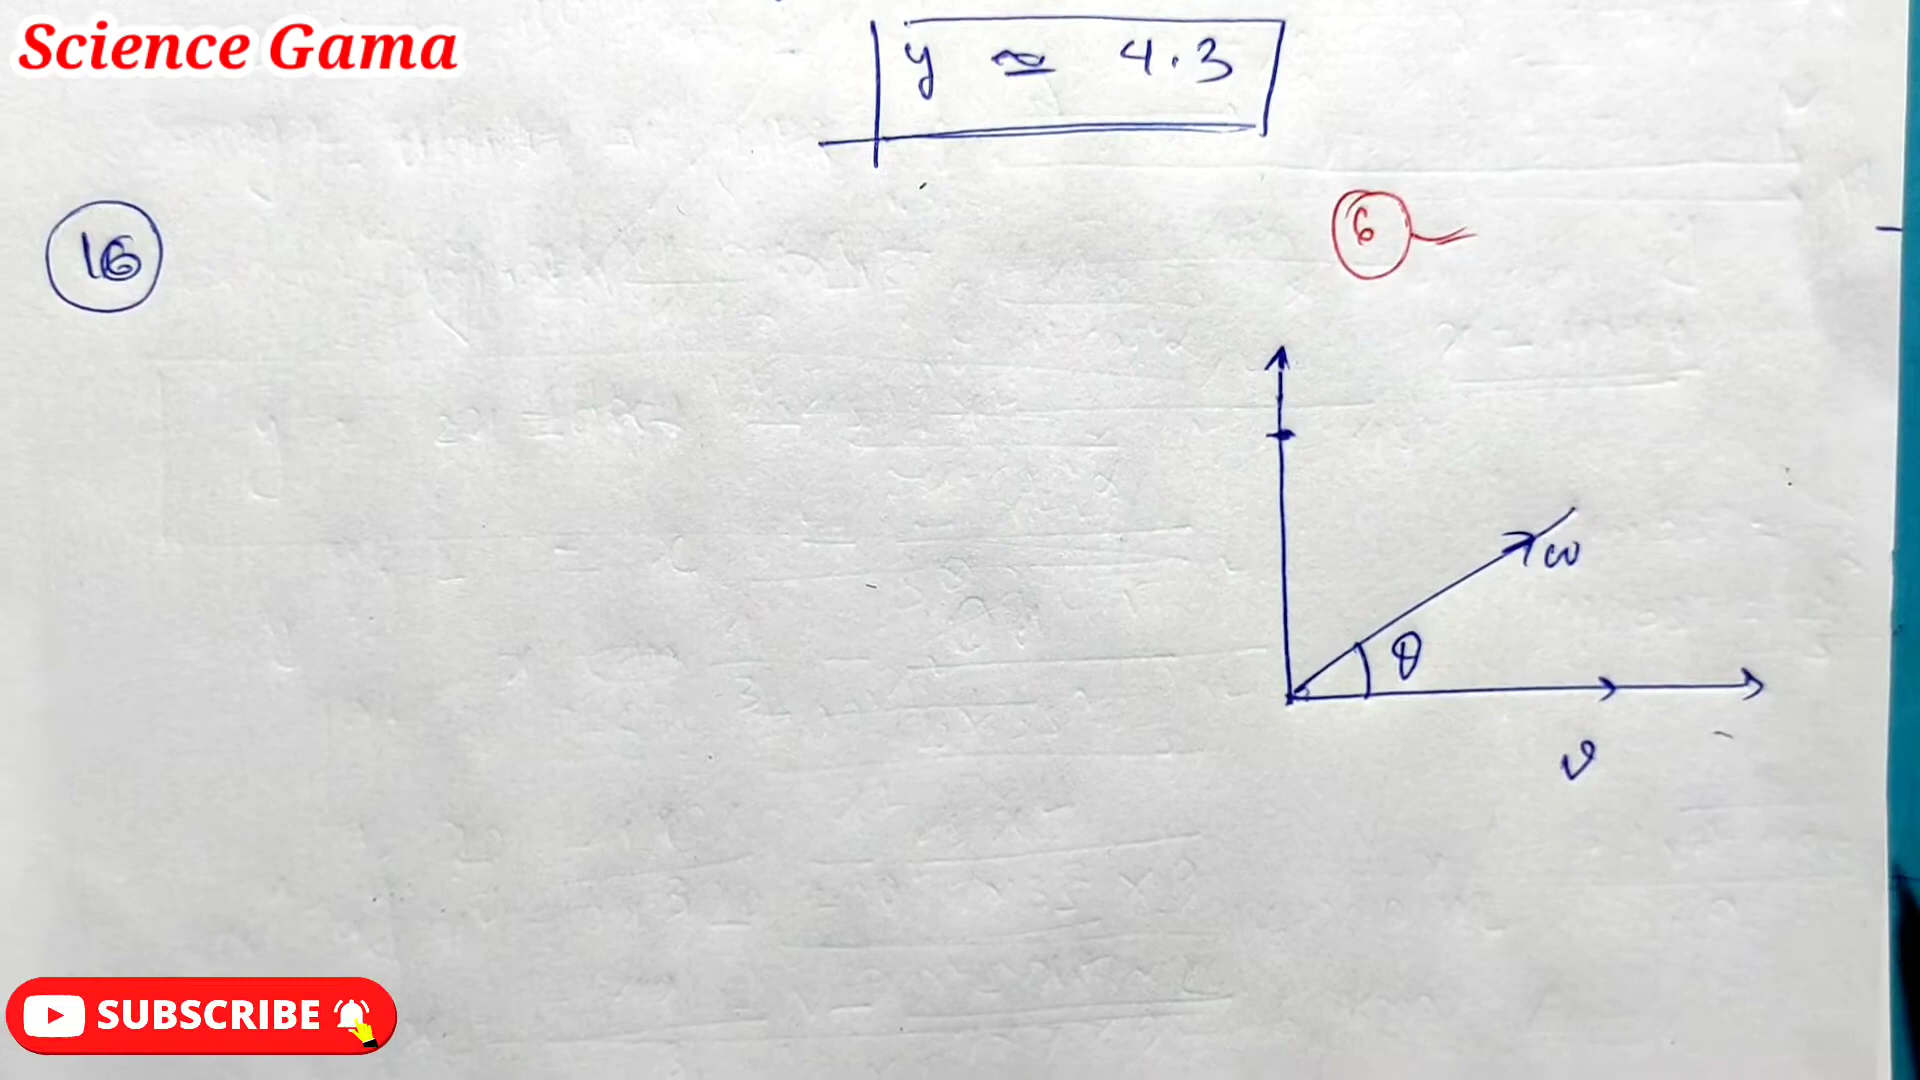 Science Gama
y ≈ 4.3
16
6
ω
θ
v
SUBSCRIBE